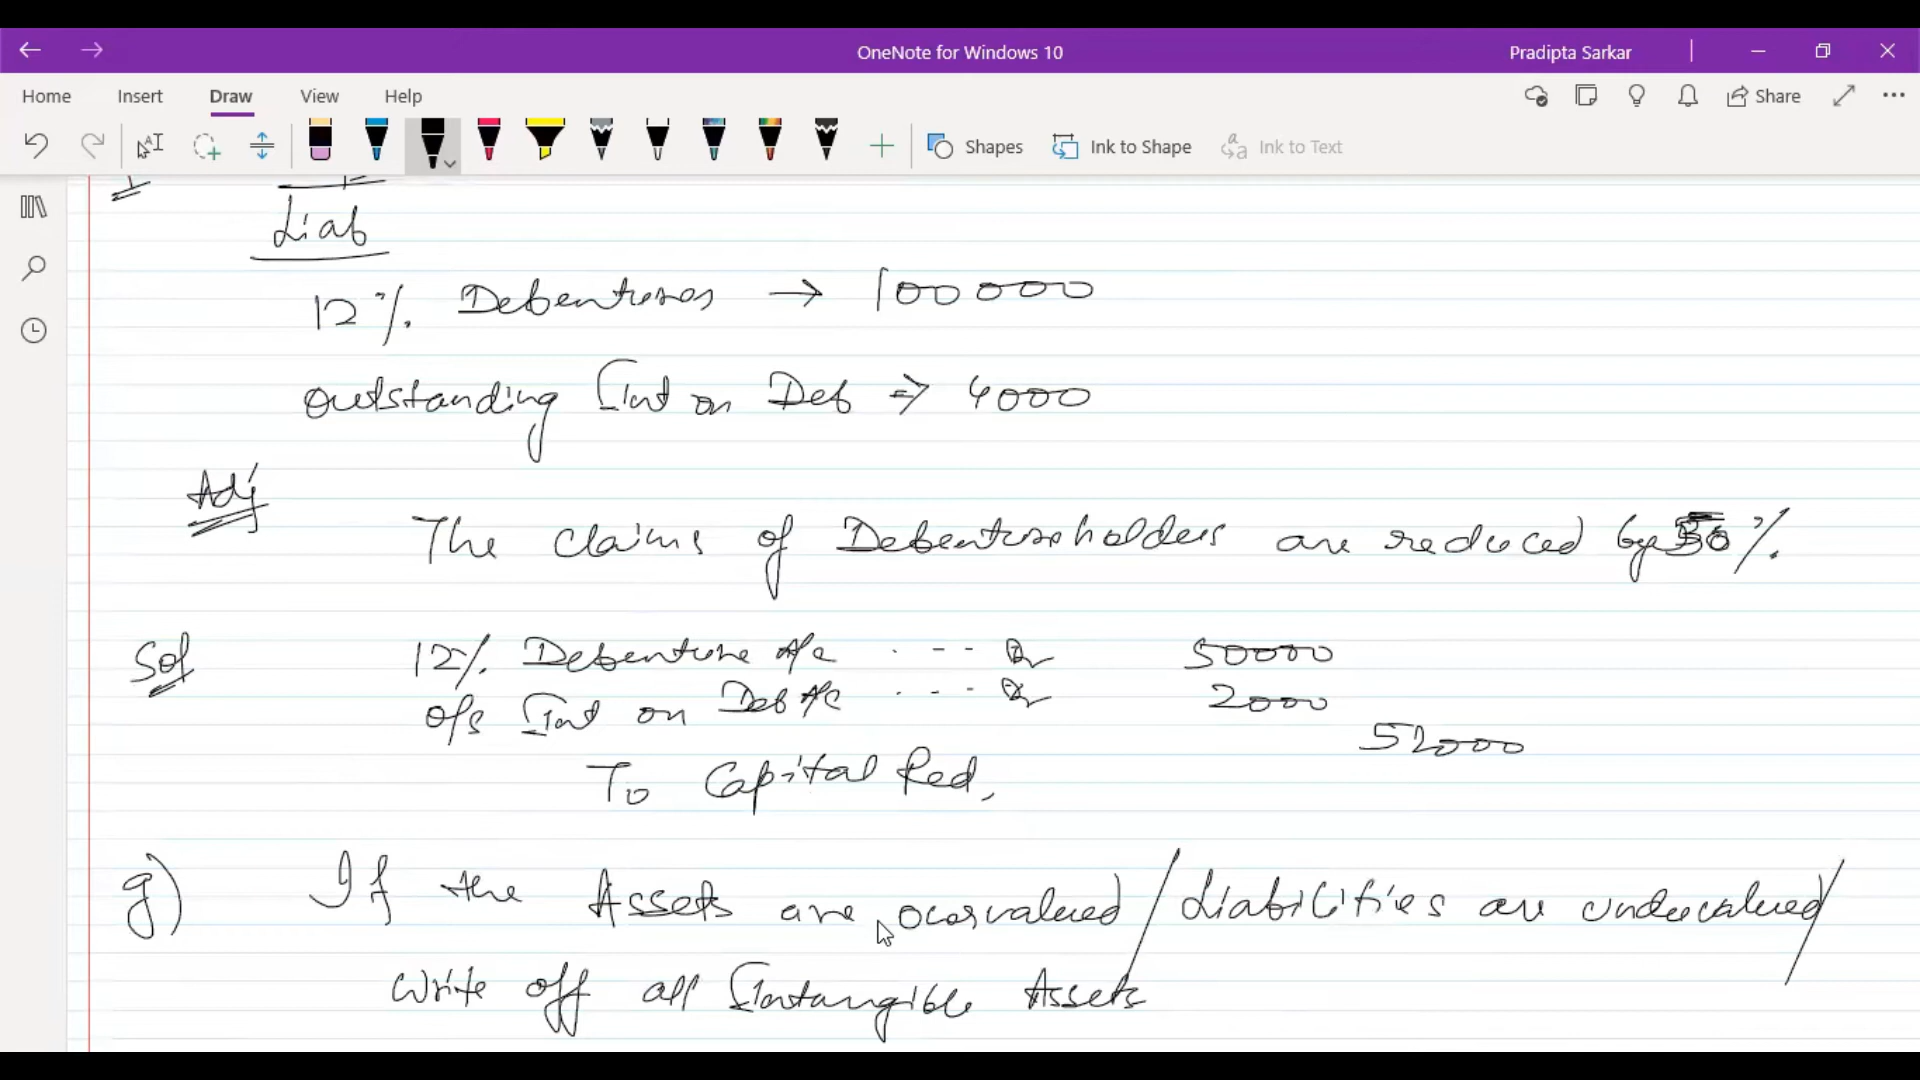 OneNote for Windows 10
Pradipta Sarkar
Home Insert Draw View Help
Share
Shapes Ink to Shape Ink to Text
Liab
12% Debentures → 100000
Outstanding Int on Deb ⇒ 4000
Adj
The claims of Debentureholders are reduced by 50%.
Sol
12% Debenture A/c . - - - Dr 50000
o/s Int on Deb A/c . - - - Dr 2000
52000
To Capital Red.
g) If the Assets are overvalued / Liabilities are undervalued /
write off all Intangible Assets